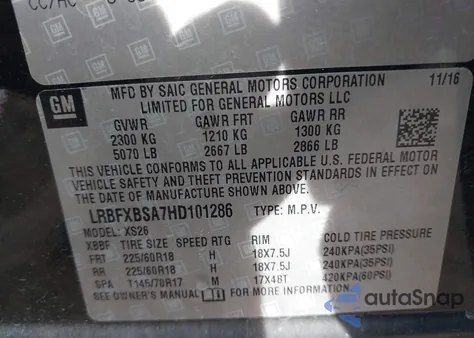 GM
MFD BY SAIC GENERAL MOTORS CORPORATION 11/16
LIMITED FOR GENERAL MOTORS LLC
GVWR GAWR FRT GAWR RR
2300 KG 1210 KG 1300 KG
5070 LB 2667 LB 2866 LB
THIS VEHICLE CONFORMS TO ALL APPLICABLE U.S. FEDERAL MOTOR
VEHICLE SAFETY, BUMPER, AND THEFT PREVENTION STANDARDS IN EFFECT ON
THE DATE OF MANUFACTURE SHOWN ABOVE.
LRBFXBSA7HD101286 TYPE: M.P.V.
MODEL: XS26
XBBF TIRE SIZE SPEED RTG RIM COLD TIRE PRESSURE
FRT 225/60R18 H 18X7.5J 240KPA(35PSI)
RR 225/60R18 H 18X7.5J 240KPA(35PSI)
SPA T145/70R17 M 17X4BT 420KPA(60PSI)
SEE OWNER'S MANUAL FOR MORE INFORMATION.
autoSnap